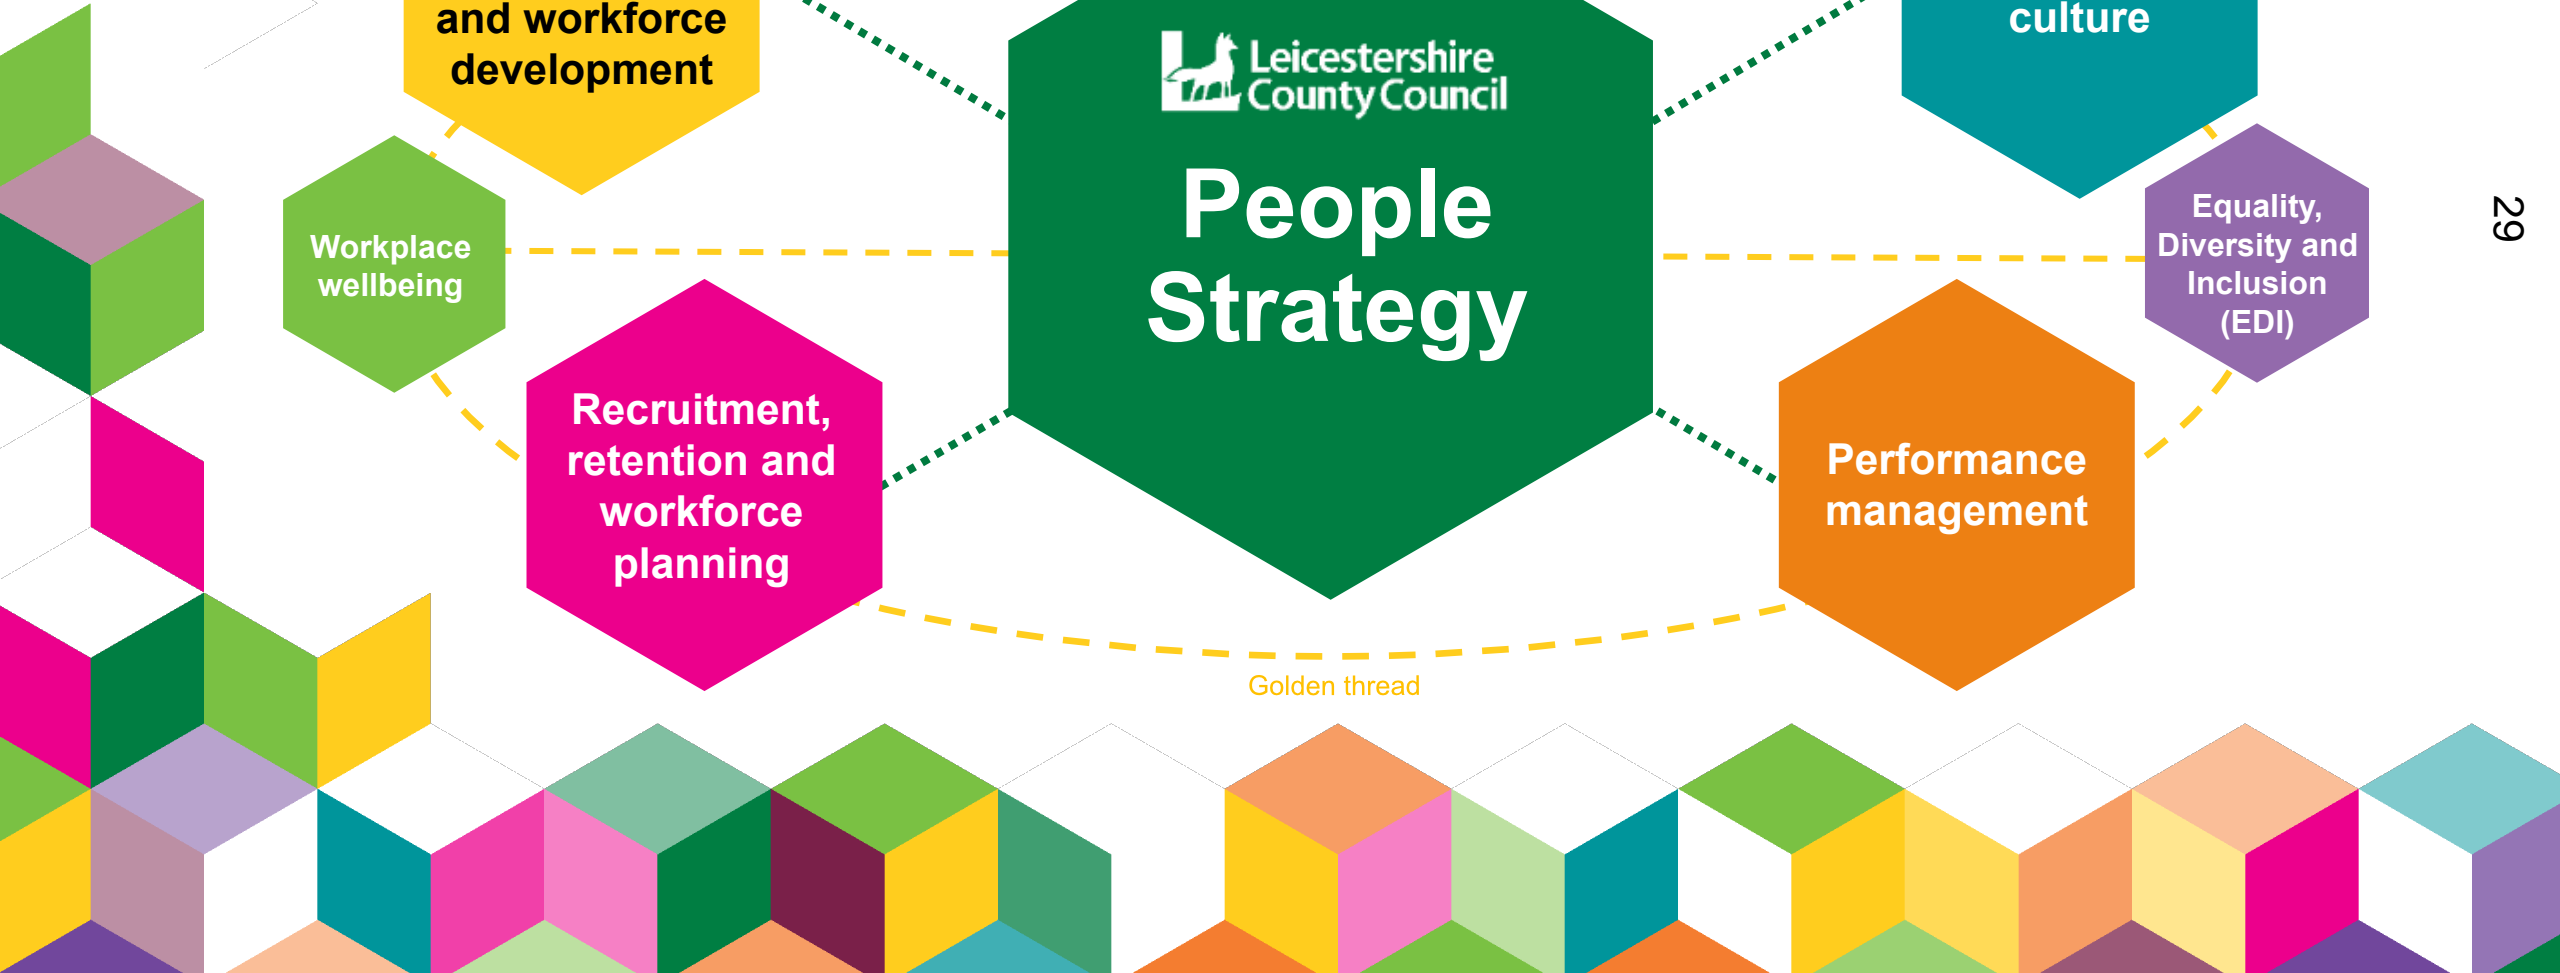 and workforce
development
culture
Leicestershire
County Council
People
Strategy
Workplace
wellbeing
Equality,
Diversity and
Inclusion
(EDI)
Recruitment,
retention and
workforce
planning
Performance
management
Golden thread
29